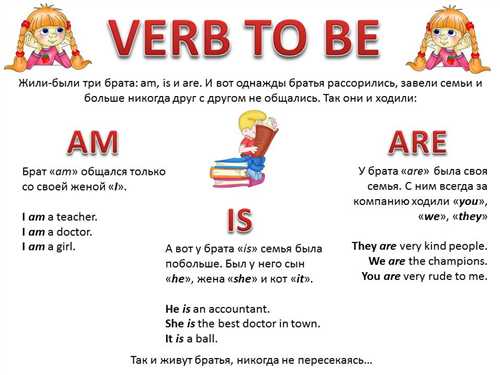 VERB TO BE
Жили-были три брата: am, is и are. И вот однажды братья рассорились, завели семьи и
больше никогда друг с другом не общались. Так они и ходили:
AM
Брат «am» общался только
со своей женой «I».
I am a teacher.
I am a doctor.
I am a girl.
IS
А вот у брата «is» семья была
побольше. Был у него сын
«he», жена «she» и кот «it».
He is an accountant.
She is the best doctor in town.
It is a ball.
ARE
У брата «are» была своя
семья. С ним всегда за
компанию ходили «you»,
«we», «they»
They are very kind people.
We are the champions.
You are very rude to me.
Так и живут братья, никогда не пересекаясь…